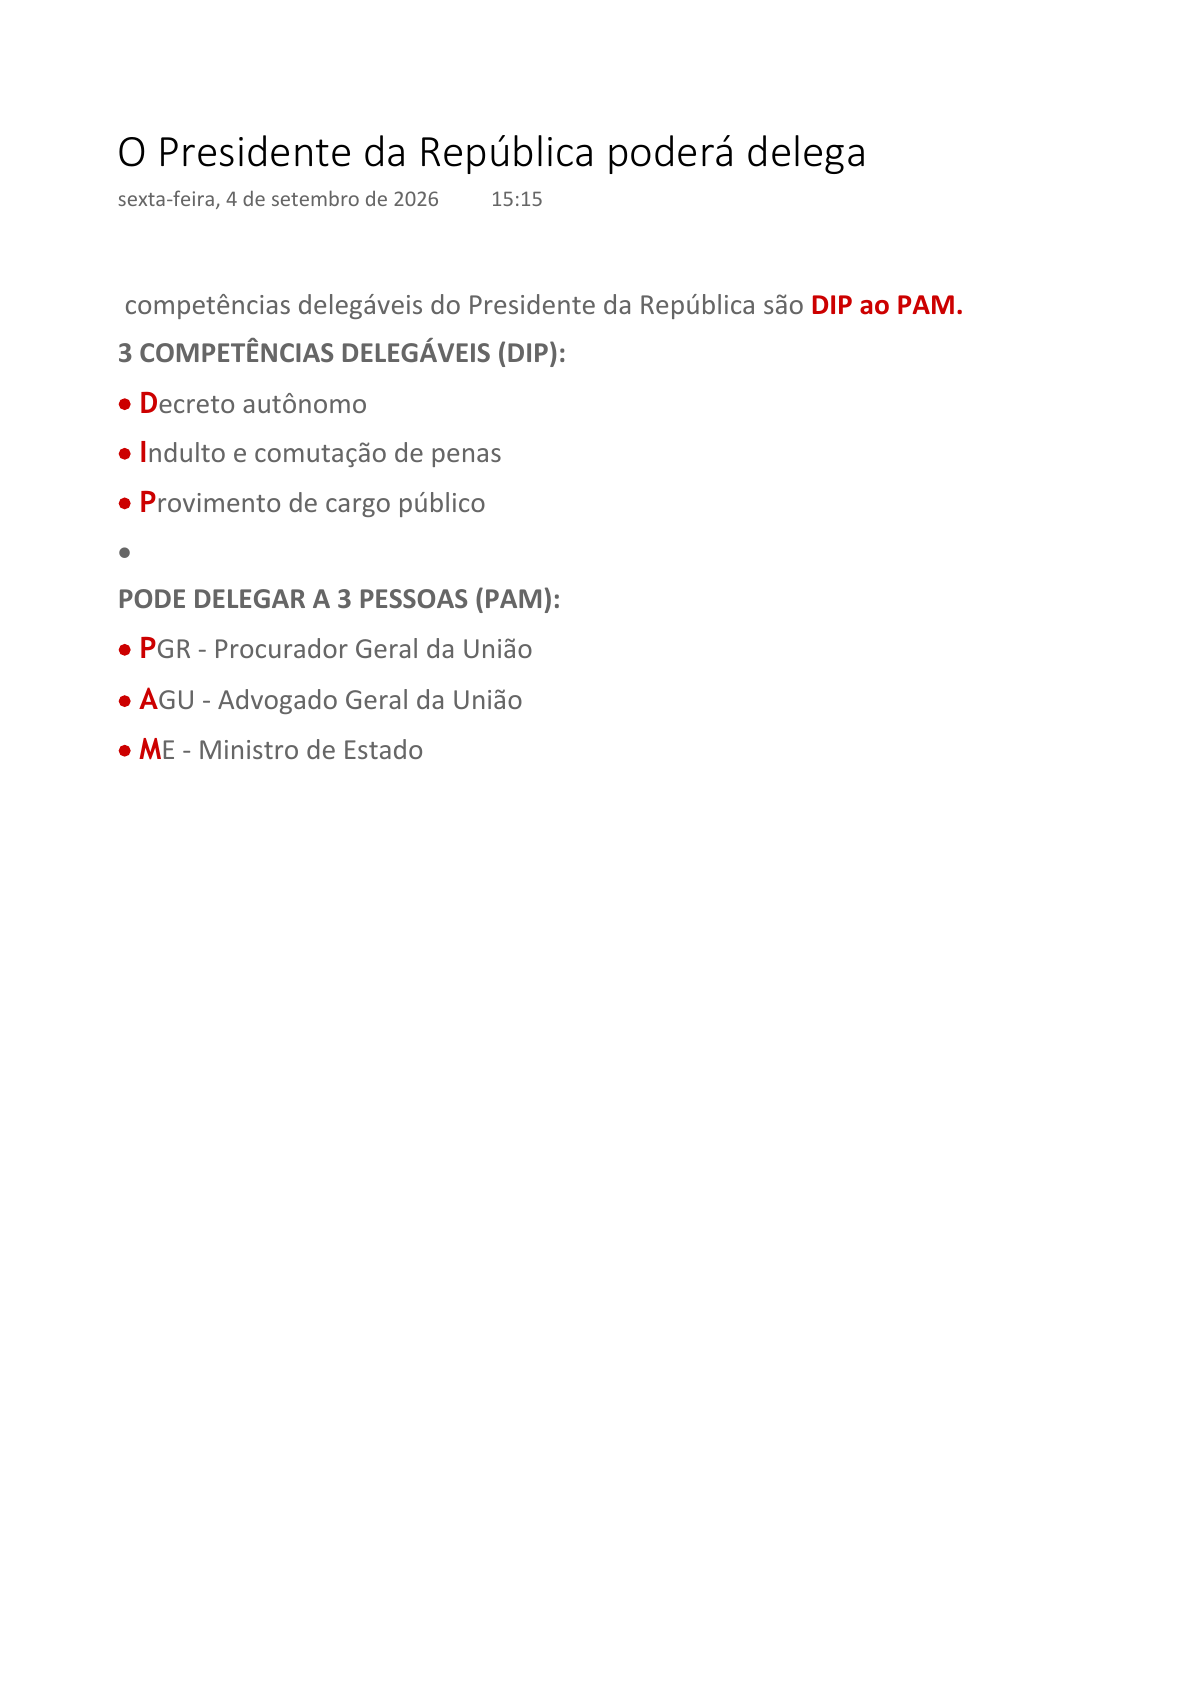 O Presidente da República poderá delega
sexta-feira, 4 de setembro de 2026 15:15
competências delegáveis do Presidente da República são DIP ao PAM.
3 COMPETÊNCIAS DELEGÁVEIS (DIP):
• Decreto autônomo
• Indulto e comutação de penas
• Provimento de cargo público
•
PODE DELEGAR A 3 PESSOAS (PAM):
• PGR - Procurador Geral da União
• AGU - Advogado Geral da União
• ME - Ministro de Estado